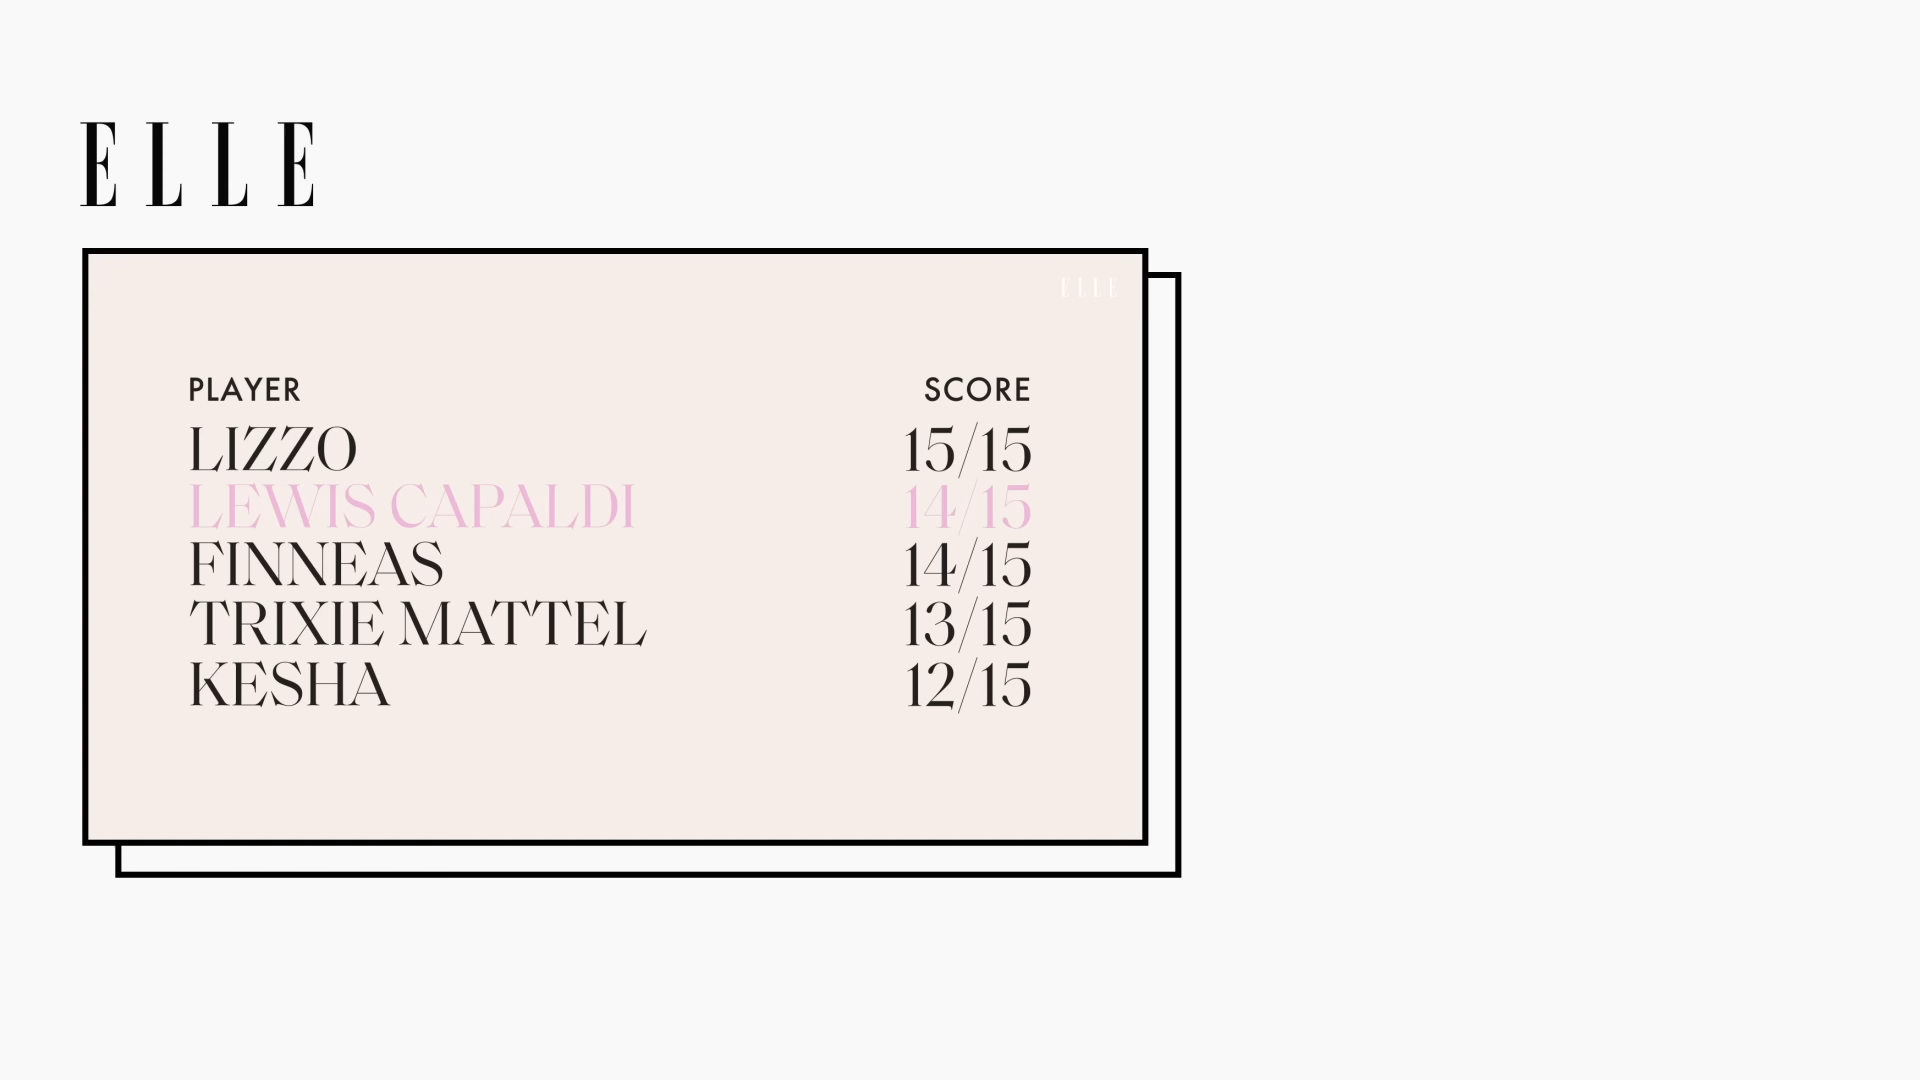 ELLE
ELLE
PLAYER SCORE
LIZZO 15/15
LEWIS CAPALDI 14/15
FINNEAS 14/15
TRIXIE MATTEL 13/15
KESHA 12/15